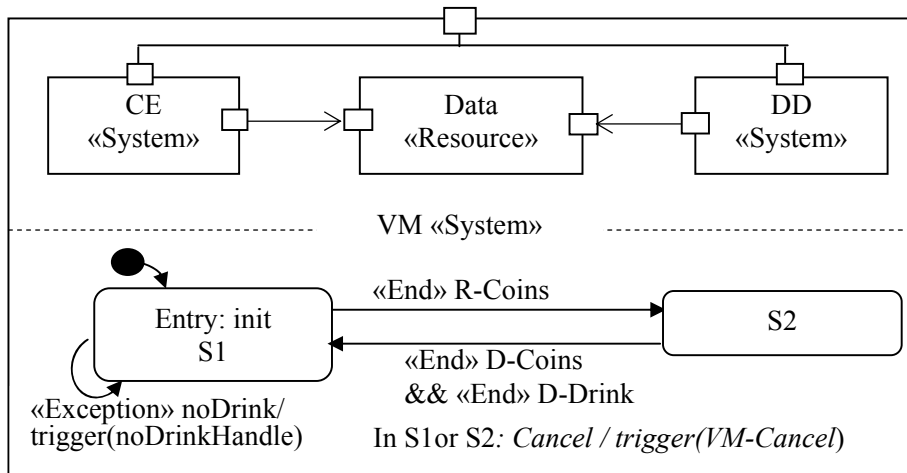 CE
«System»
Data
«Resource»
DD
«System»
VM «System»
«End» R-Coins
Entry: init
S1
S2
«End» D-Coins
&& «End» D-Drink
«Exception» noDrink/
trigger(noDrinkHandle)
In S1or S2: Cancel / trigger(VM-Cancel)